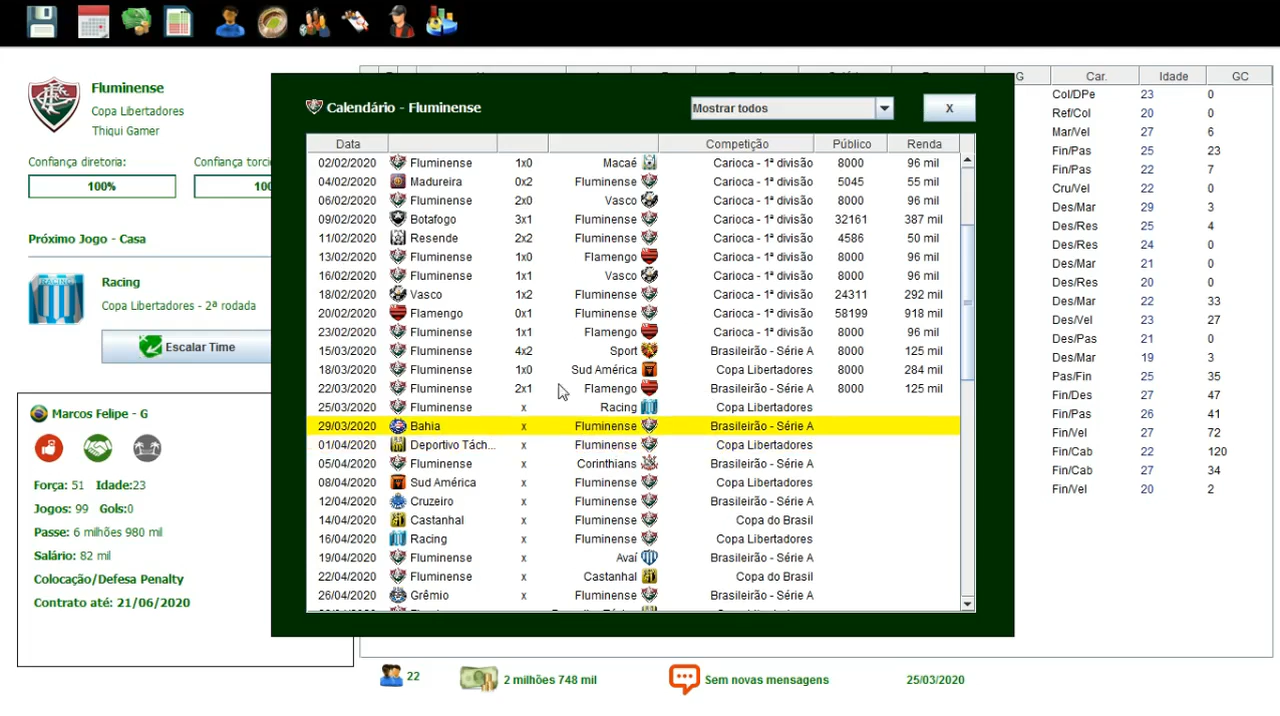 Fluminense
Copa Libertadores
Thiqui Gamer
Confiança diretoria:
100%
Confiança torci
100
Próximo Jogo - Casa
Racing
Copa Libertadores - 2ª rodada
Escalar Time
Marcos Felipe - G
Força: 51 Idade:23
Jogos: 99 Gols:0
Passe: 6 milhões 980 mil
Salário: 82 mil
Colocação/Defesa Penalty
Contrato até: 21/06/2020
Calendário - Fluminense
Mostrar todos
X
Data Competição Público Renda
02/02/2020 Fluminense 1x0 Macaé Carioca - 1ª divisão 8000 96 mil
04/02/2020 Madureira 0x2 Fluminense Carioca - 1ª divisão 5045 55 mil
06/02/2020 Fluminense 2x0 Vasco Carioca - 1ª divisão 8000 96 mil
09/02/2020 Botafogo 3x1 Fluminense Carioca - 1ª divisão 32161 387 mil
11/02/2020 Resende 2x2 Fluminense Carioca - 1ª divisão 4586 50 mil
13/02/2020 Fluminense 1x0 Flamengo Carioca - 1ª divisão 8000 96 mil
16/02/2020 Fluminense 1x1 Vasco Carioca - 1ª divisão 8000 96 mil
18/02/2020 Vasco 1x2 Fluminense Carioca - 1ª divisão 24311 292 mil
20/02/2020 Flamengo 0x1 Fluminense Carioca - 1ª divisão 58199 918 mil
23/02/2020 Fluminense 1x1 Flamengo Carioca - 1ª divisão 8000 96 mil
15/03/2020 Fluminense 4x2 Sport Brasileirão - Série A 8000 125 mil
18/03/2020 Fluminense 1x0 Sud América Copa Libertadores 8000 284 mil
22/03/2020 Fluminense 2x1 Flamengo Brasileirão - Série A 8000 125 mil
25/03/2020 Fluminense x Racing Copa Libertadores
29/03/2020 Bahia x Fluminense Brasileirão - Série A
01/04/2020 Deportivo Tách... x Fluminense Copa Libertadores
05/04/2020 Fluminense x Corinthians Brasileirão - Série A
08/04/2020 Sud América x Fluminense Copa Libertadores
12/04/2020 Cruzeiro x Fluminense Brasileirão - Série A
14/04/2020 Castanhal x Fluminense Copa do Brasil
16/04/2020 Racing x Fluminense Copa Libertadores
19/04/2020 Fluminense x Avaí Brasileirão - Série A
22/04/2020 Fluminense x Castanhal Copa do Brasil
26/04/2020 Grêmio x Fluminense Brasileirão - Série A
G Car. Idade GC
Col/DPe 23 0
Ref/Col 20 0
Mar/Vel 27 6
Fin/Pas 25 23
Fin/Pas 22 7
Cru/Vel 22 0
Des/Mar 29 3
Des/Res 25 4
Des/Res 24 0
Des/Mar 21 0
Des/Res 20 0
Des/Mar 22 33
Des/Vel 23 27
Des/Pas 21 0
Des/Mar 19 3
Pas/Fin 25 35
Fin/Des 27 47
Fin/Pas 26 41
Fin/Vel 27 72
Fin/Cab 22 120
Fin/Cab 27 34
Fin/Vel 20 2
22
2 milhões 748 mil
Sem novas mensagens
25/03/2020